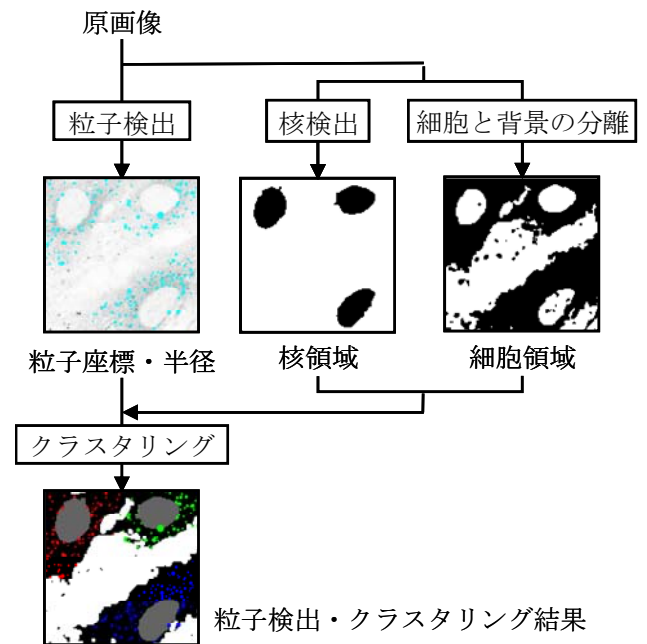 原画像
粒子検出
核検出
細胞と背景の分離
粒子座標・半径
核領域
細胞領域
クラスタリング
粒子検出・クラスタリング結果